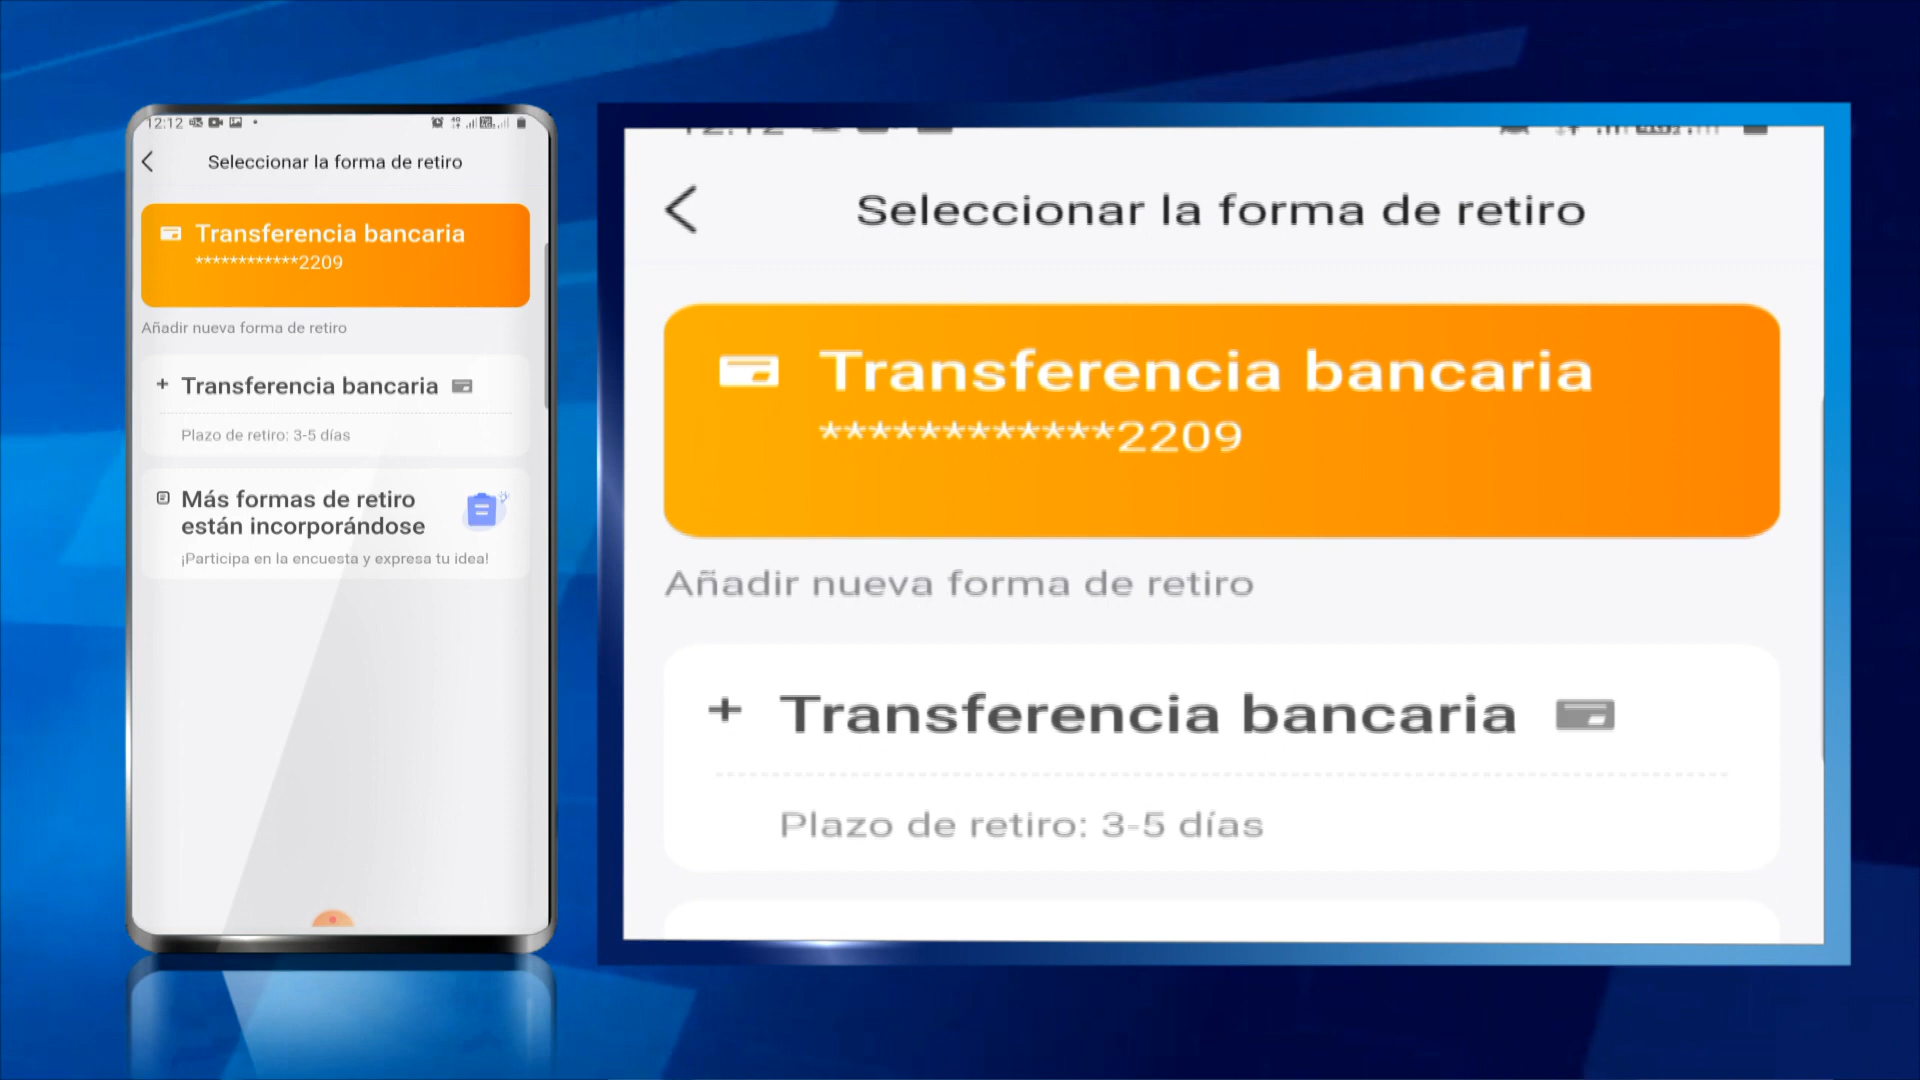 12:12
Seleccionar la forma de retiro
Transferencia bancaria
************2209
Añadir nueva forma de retiro
+ Transferencia bancaria
Plazo de retiro: 3-5 días
Más formas de retiro
están incorporándose
¡Participa en la encuesta y expresa tu idea!
Seleccionar la forma de retiro
Transferencia bancaria
************2209
Añadir nueva forma de retiro
+ Transferencia bancaria
Plazo de retiro: 3-5 días